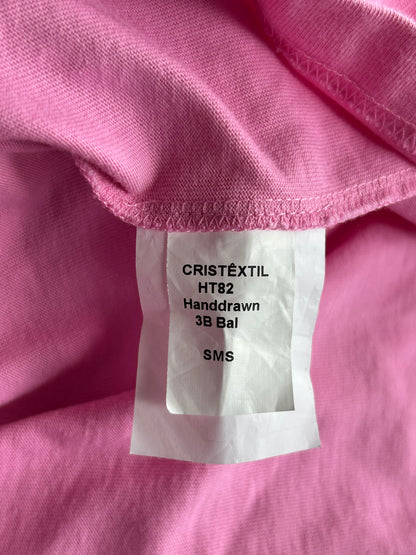 CRISTÊXTIL
HT82
Handdrawn
3B Bal
SMS